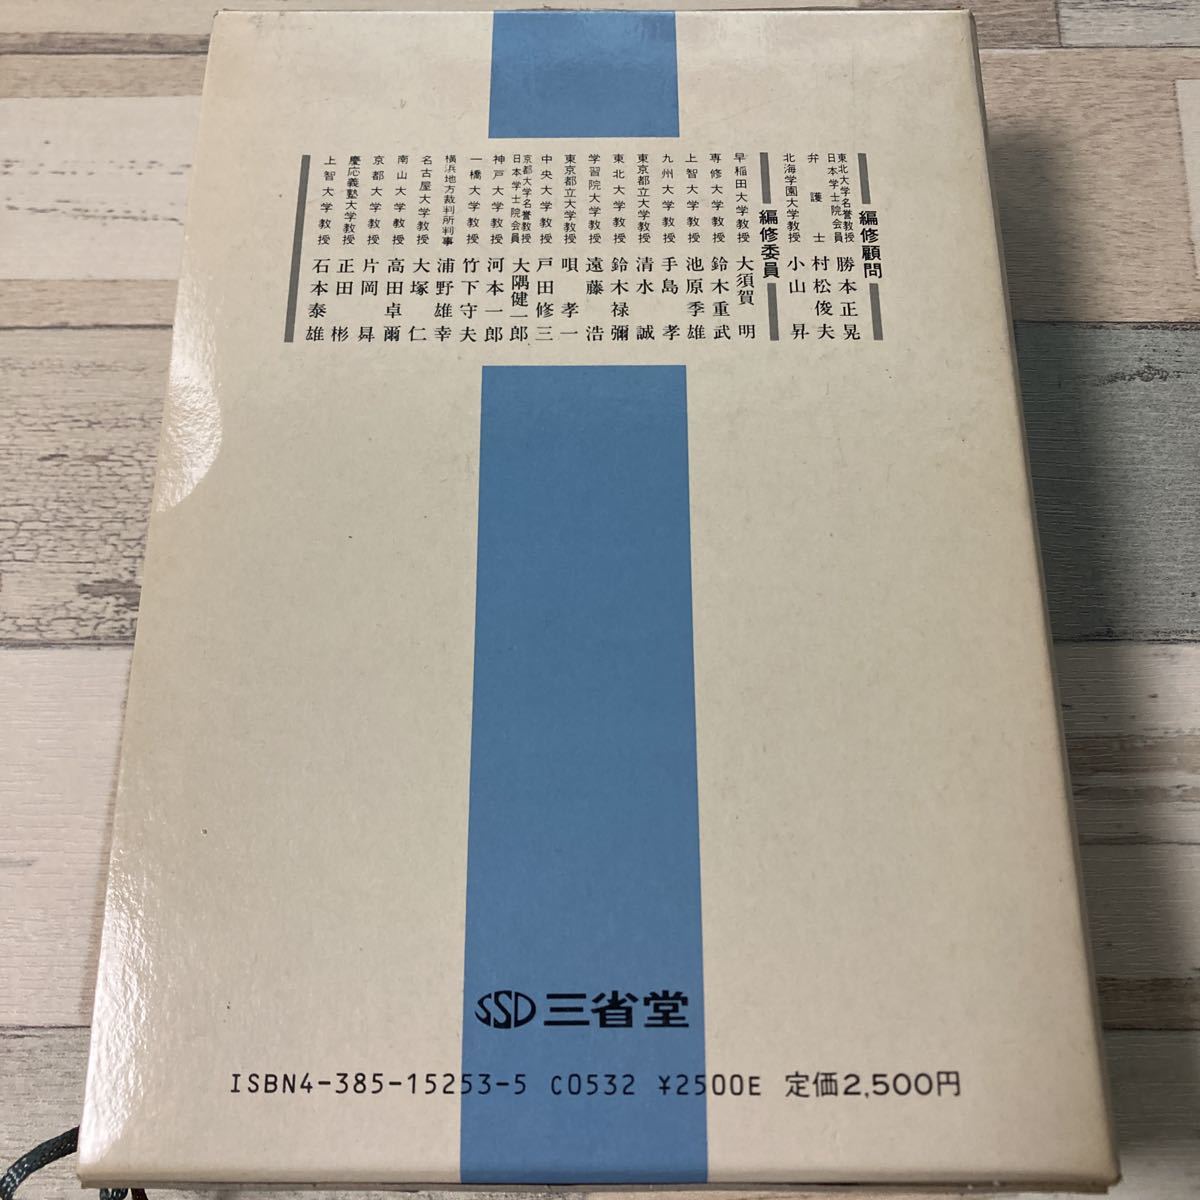 編修顧問
東北大学名誉教授
日本学士院会員
勝本正晃
弁護士 村松俊夫
北海学園大学教授 小山昇
編修委員
早稲田大学教授 大須賀明
専修大学教授 鈴木重武
上智大学教授 池原季雄
九州大学教授 手島孝
東京都立大学教授 清水誠
東北大学教授 鈴木禄彌
学習院大学教授 遠藤浩
東京都立大学教授 唄孝一
中央大学教授 戸田修三
京都大学名誉教授
日本学士院会員
大隅健一郎
神戸大学教授 河本一郎
一橋大学教授 竹下守夫
横浜地方裁判所判事 浦野雄幸
名古屋大学教授 大塚仁
南山大学教授 高田卓爾
京都大学教授 片岡曻
慶応義塾大学教授 正田彬
上智大学教授 石本泰雄
SSD 三省堂
ISBN4-385-15253-5 C0532 ¥2500E 定価2,500円